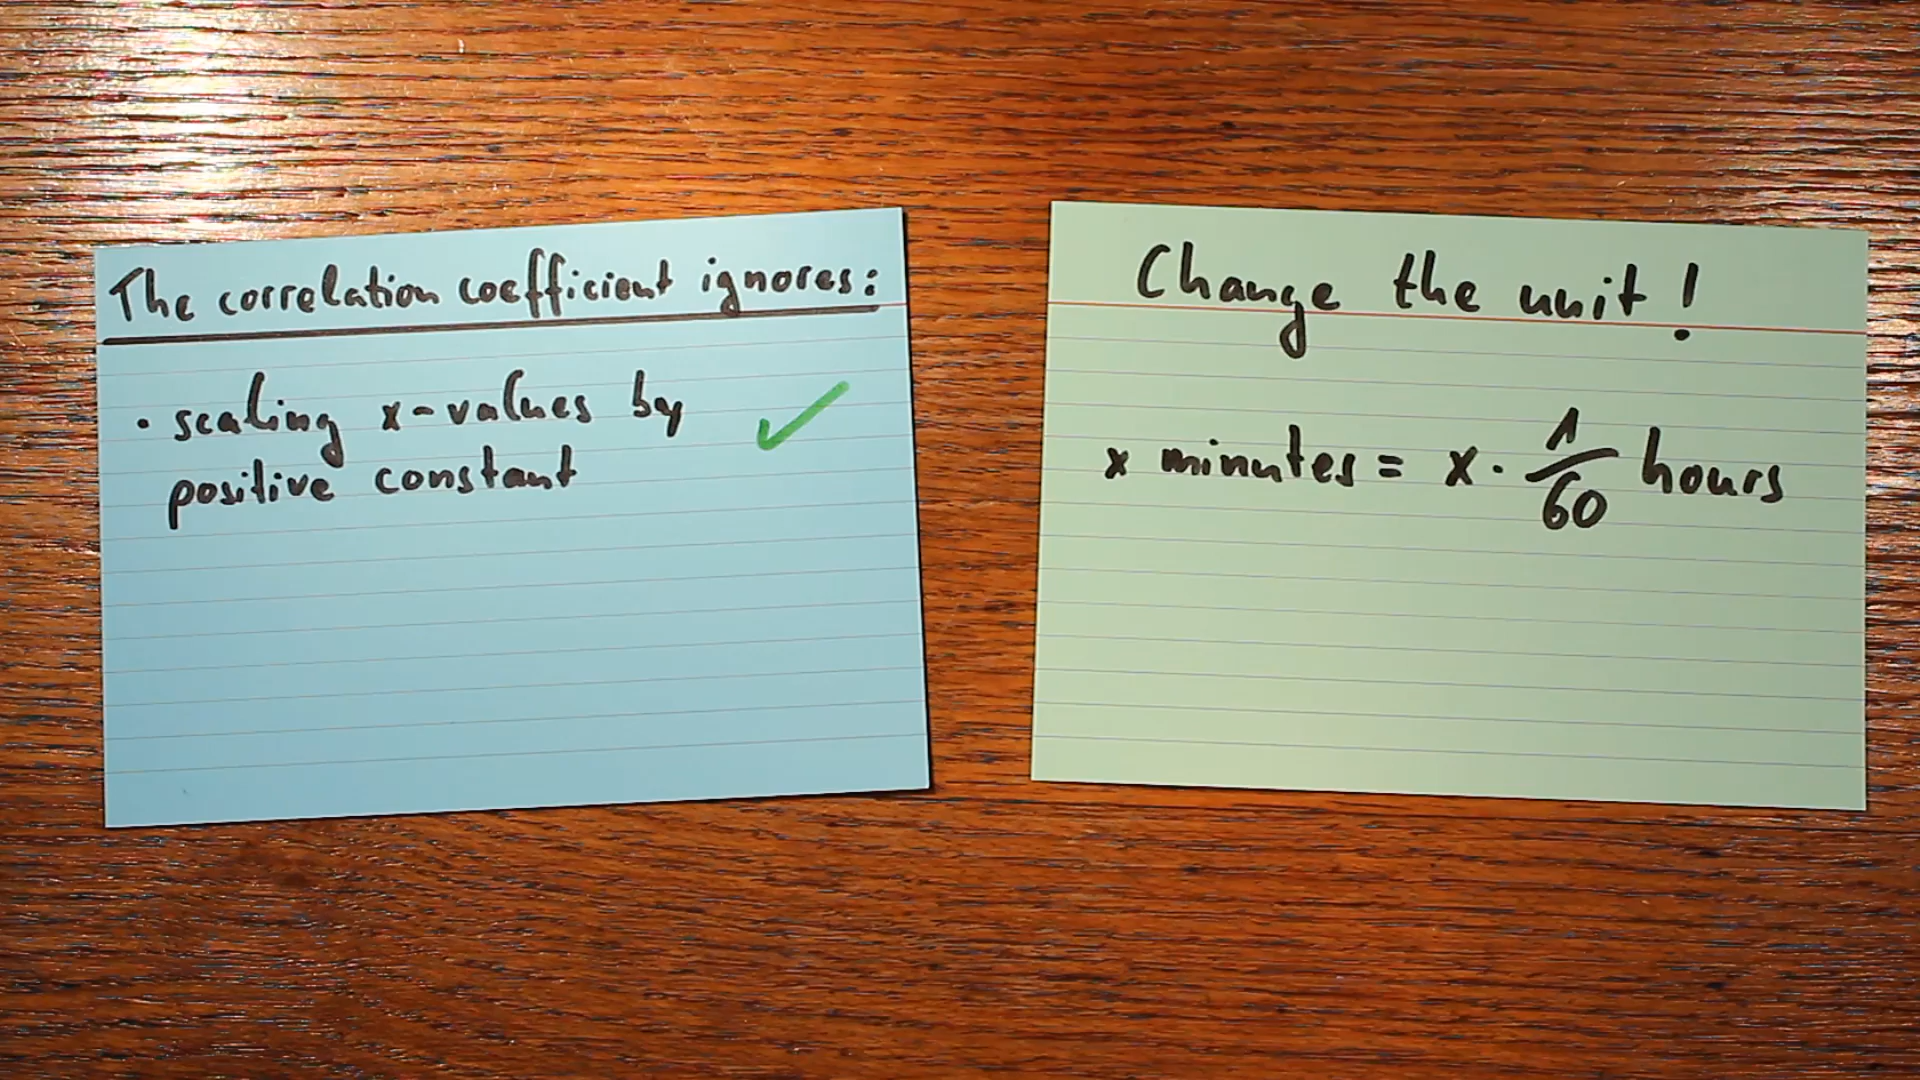 The correlation coefficient ignores:
• scaling x-values by
positive constant
✓
Change the unit!
x minutes = x · 1/60 hours